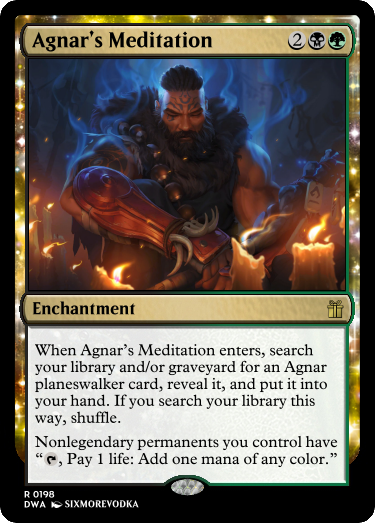 Agnar's Meditation 2
Enchantment
When Agnar's Meditation enters, search
your library and/or graveyard for an Agnar
planeswalker card, reveal it, and put it into
your hand. If you search your library this
way, shuffle.
Nonlegendary permanents you control have
“, Pay 1 life: Add one mana of any color.”
R 0198
DWA SIXMOREVODKA